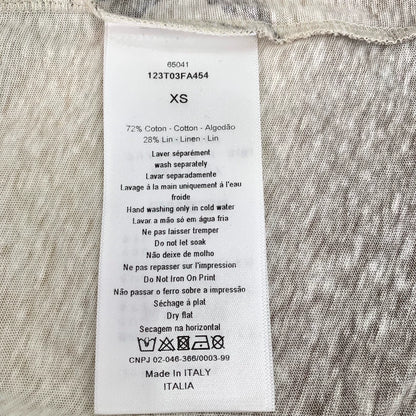 65041
123T03FA454
XS
72% Coton - Cotton - Algodão
28% Lin - Linen - Lin
Laver séparément
wash separately
Lavar separadamente
Lavage à la main uniquement à l'eau
froide
Hand washing only in cold water
Lavar a mão só em água fria
Ne pas laisser tremper
Do not let soak
Não deixe de molho
Ne pas repasser sur l'impression
Do Not Iron On Print
Não passar o ferro sobre a impressão
Séchage à plat
Dry flat
Secagem na horizontal
CNPJ 02-046-366/0003-99
Made In ITALY
ITALIA